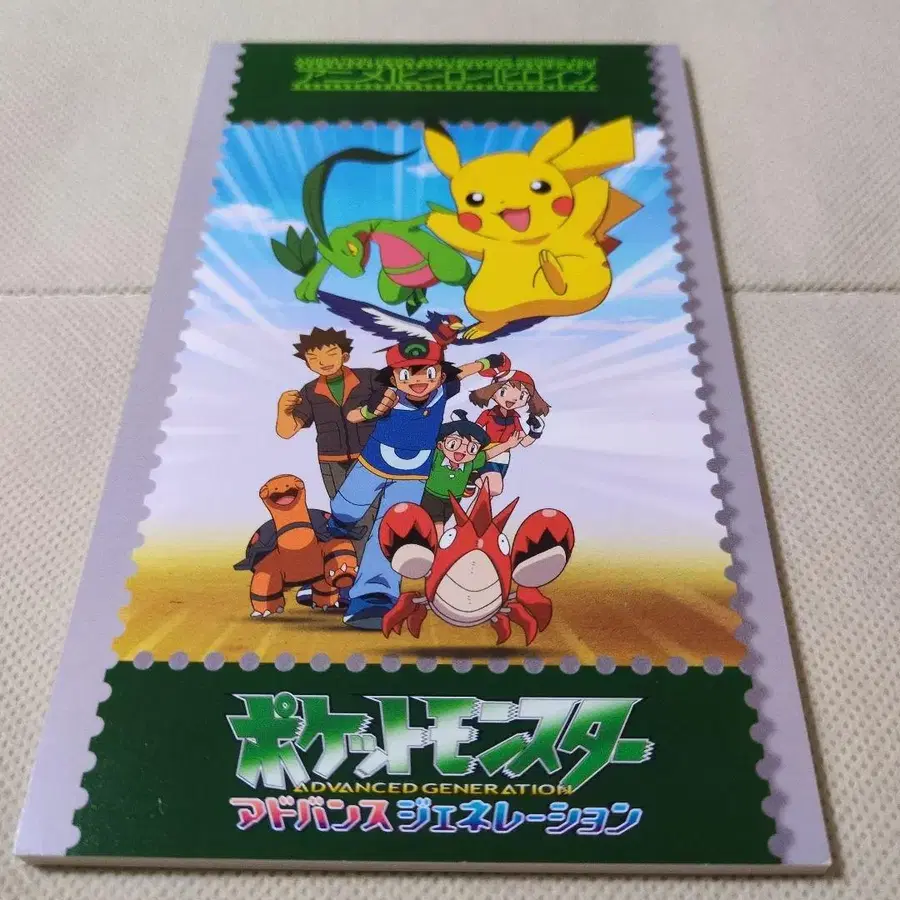 アニメ・ヒーロー・ヒロイン
ポケットモンスター
ADVANCED GENERATION
アドバンスジェネレーション